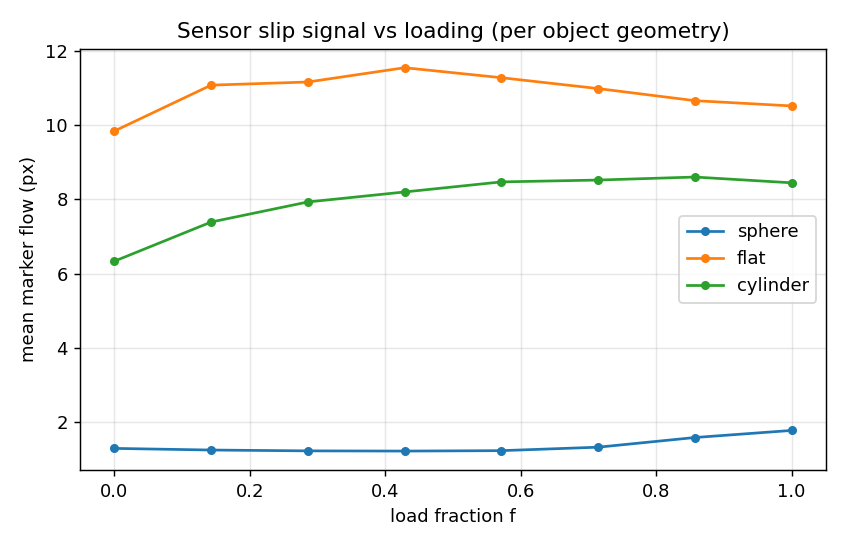 Sensor slip signal vs loading (per object geometry)
mean marker flow (px)
12
10
8
6
4
2
sphere
flat
cylinder
0.0 0.2 0.4 0.6 0.8 1.0
load fraction f